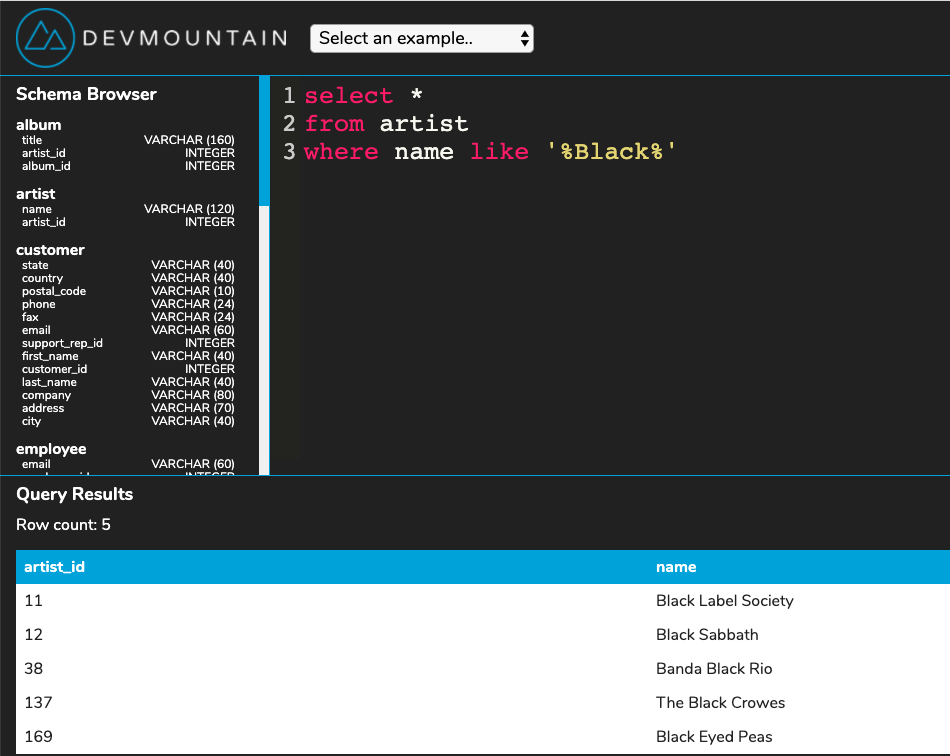 DEVMOUNTAIN
Select an example..
Schema Browser
album
title VARCHAR (160)
artist_id INTEGER
album_id INTEGER
artist
name VARCHAR (120)
artist_id INTEGER
customer
state VARCHAR (40)
country VARCHAR (40)
postal_code VARCHAR (10)
phone VARCHAR (24)
fax VARCHAR (24)
email VARCHAR (60)
support_rep_id INTEGER
first_name VARCHAR (40)
customer_id INTEGER
last_name VARCHAR (40)
company VARCHAR (80)
address VARCHAR (70)
city VARCHAR (40)
employee
email VARCHAR (60)
INTEGER
1 select *
2 from artist
3 where name like '%Black%'
Query Results
Row count: 5
artist_id name
11 Black Label Society
12 Black Sabbath
38 Banda Black Rio
137 The Black Crowes
169 Black Eyed Peas